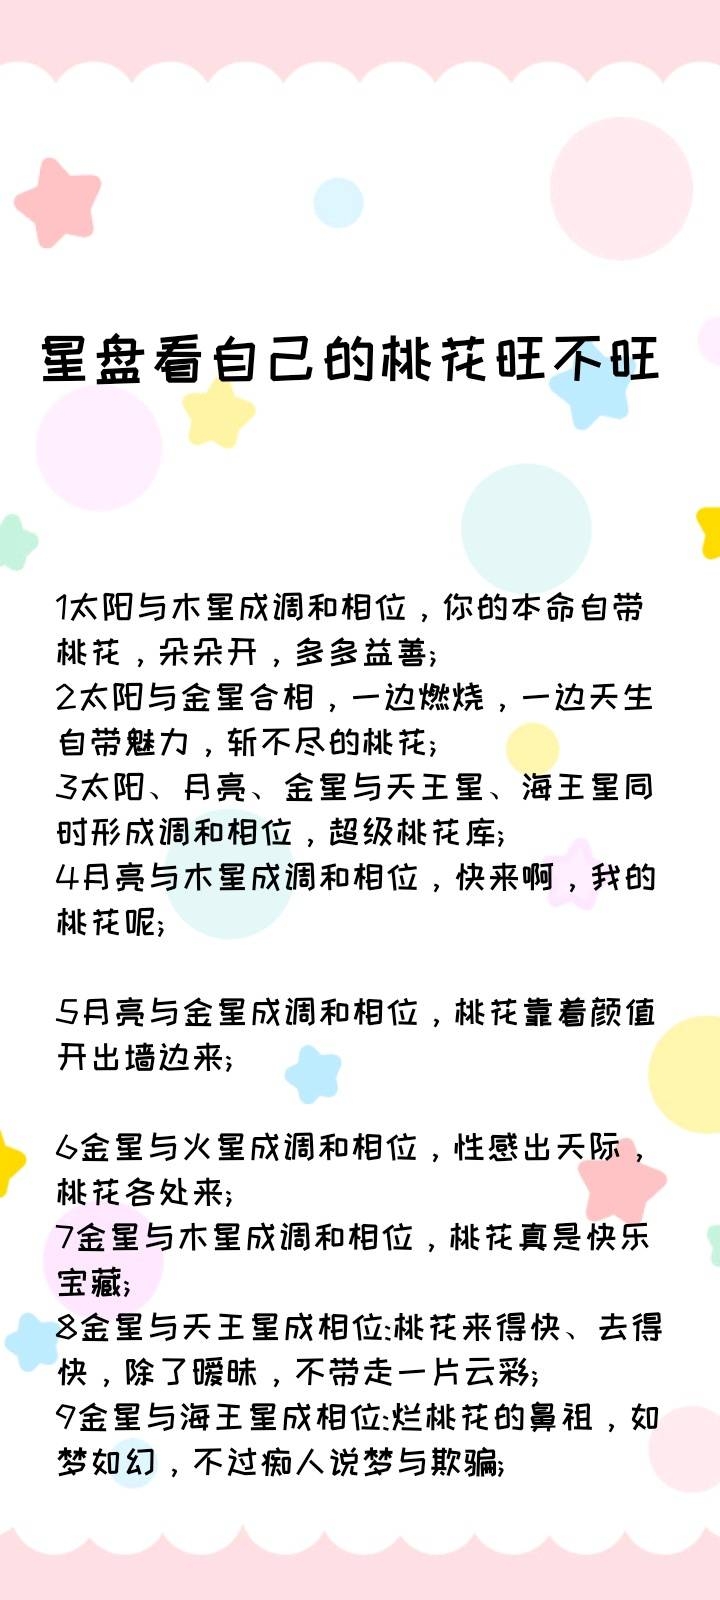 星盘看自己的桃花旺不旺
1太阳与木星成调和相位，你的本命自带
桃花，朵朵开，多多益善;
2太阳与金星合相，一边燃烧，一边天生
自带魅力，斩不尽的桃花;
3太阳、月亮、金星与天王星、海王星同
时形成调和相位，超级桃花库;
4月亮与木星成调和相位，快来啊，我的
桃花呢;
5月亮与金星成调和相位，桃花靠着颜值
开出墙边来;
6金星与火星成调和相位，性感出天际，
桃花各处来;
7金星与木星成调和相位，桃花真是快乐
宝藏;
8金星与天王星成相位:桃花来得快、去得
快，除了暧昧，不带走一片云彩;
9金星与海王星成相位:烂桃花的鼻祖，如
梦如幻，不过痴人说梦与欺骗;